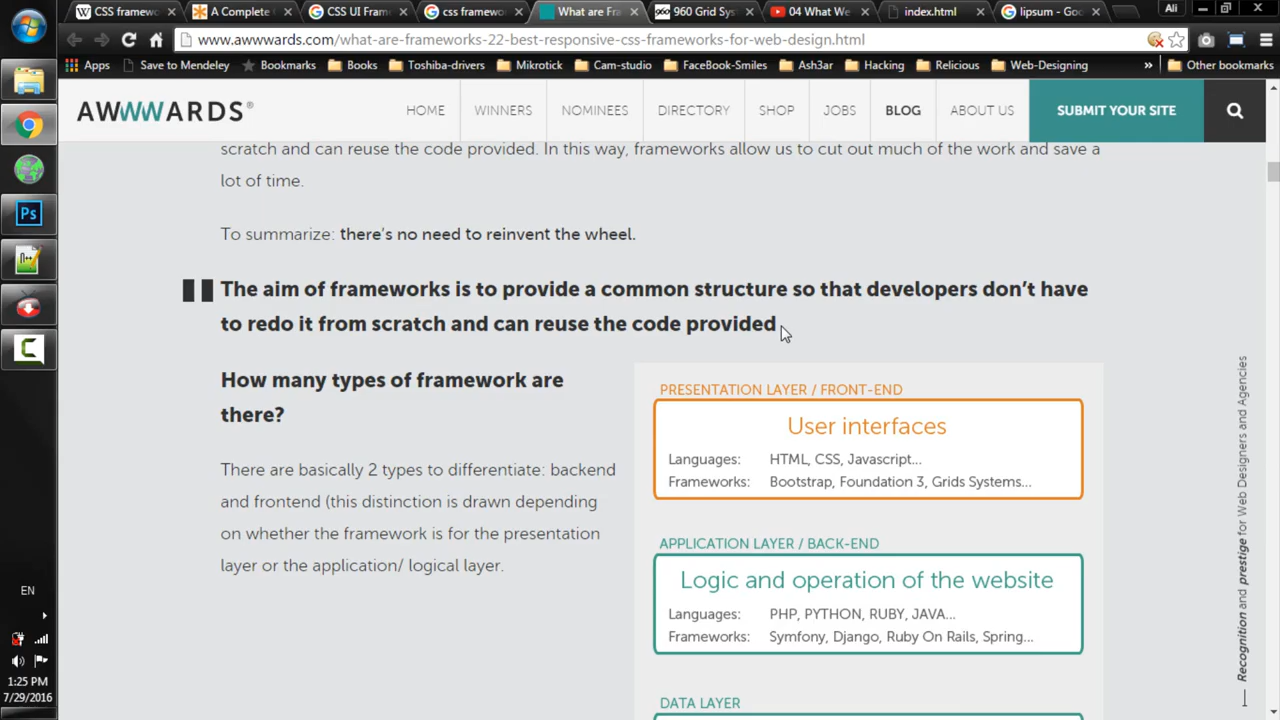 CSS framewo
A Complete
CSS UI Fram
css framewo
What are Fra
960 Grid Sy
04 What We
index.html
lipsum - Goo
Ali
www.awwwards.com/what-are-frameworks-22-best-responsive-css-frameworks-for-web-design.html
Apps
Save to Mendeley
Bookmarks
Books
Toshiba-drivers
Mikrotick
Cam-studio
FaceBook-Smiles
Ash3ar
Hacking
Relicious
Web-Designing
»
Other bookmarks
AWWWARDS®
HOME
WINNERS
NOMINEES
DIRECTORY
SHOP
JOBS
BLOG
ABOUT US
SUBMIT YOUR SITE
scratch and can reuse the code provided. In this way, frameworks allow us to cut out much of the work and save a
lot of time.
To summarize: there's no need to reinvent the wheel.
The aim of frameworks is to provide a common structure so that developers don't have
to redo it from scratch and can reuse the code provided
How many types of framework are
there?
There are basically 2 types to differentiate: backend
and frontend (this distinction is drawn depending
on whether the framework is for the presentation
layer or the application/ logical layer.
PRESENTATION LAYER / FRONT-END
User interfaces
Languages: HTML, CSS, Javascript...
Frameworks: Bootstrap, Foundation 3, Grids Systems...
APPLICATION LAYER / BACK-END
Logic and operation of the website
Languages: PHP, PYTHON, RUBY, JAVA...
Frameworks: Symfony, Django, Ruby On Rails, Spring...
DATA LAYER
Recognition and prestige for Web Designers and Agencies
Ps
EN
1:25 PM
7/29/2016